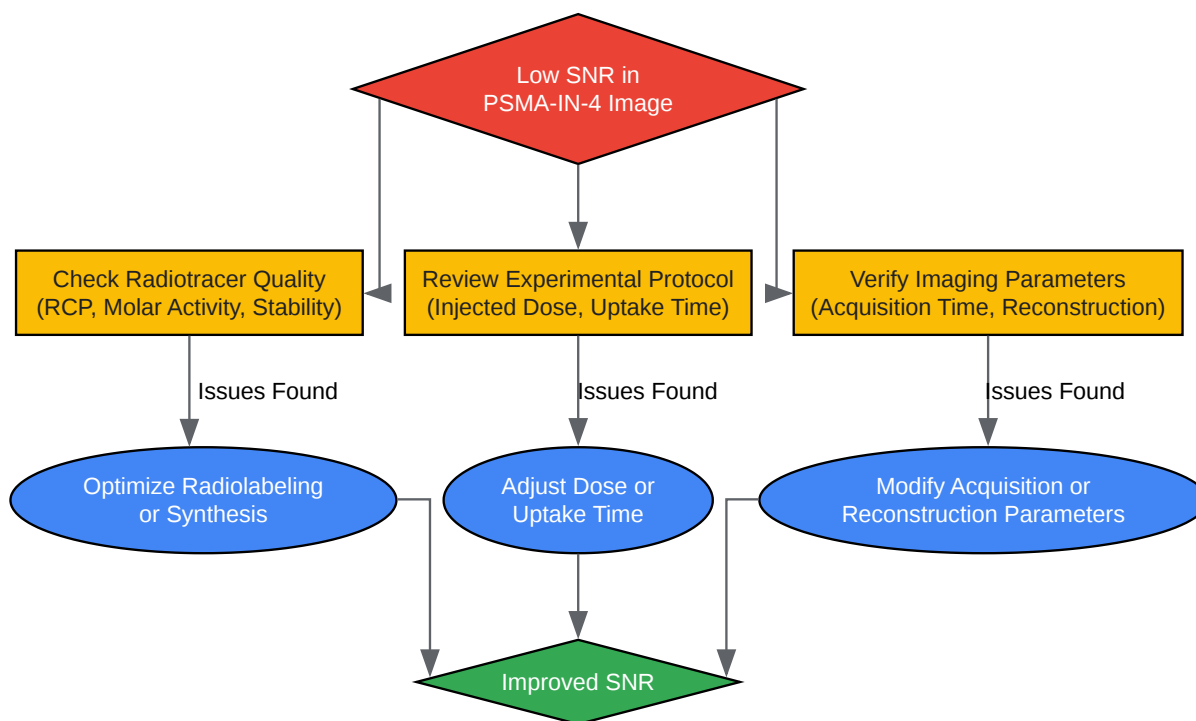 Low SNR in
PSMA-IN-4 Image
Check Radiotracer Quality
(RCP, Molar Activity, Stability)
Review Experimental Protocol
(Injected Dose, Uptake Time)
Verify Imaging Parameters
(Acquisition Time, Reconstruction)
Issues Found
Issues Found
Issues Found
Optimize Radiolabeling
or Synthesis
Adjust Dose or
Uptake Time
Modify Acquisition or
Reconstruction Parameters
Improved SNR